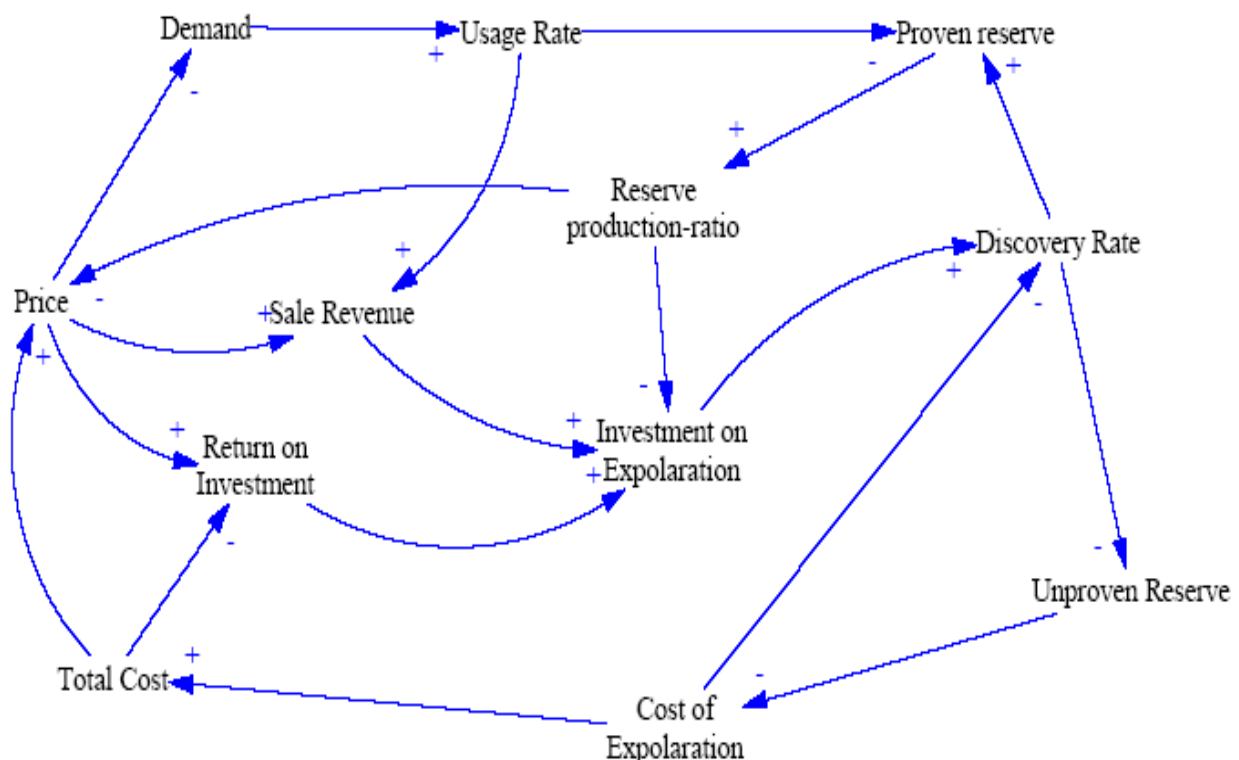 Demand
Usage Rate
Proven reserve
+
-
+
-
+
Reserve
production-ratio
Discovery Rate
+
+
-
Price
-
+
Sale Revenue
+
-
+
+
Return on
Investment
Investment on
Expolaration
+
-
-
Unproven Reserve
+
Total Cost
-
Cost of
Expolaration